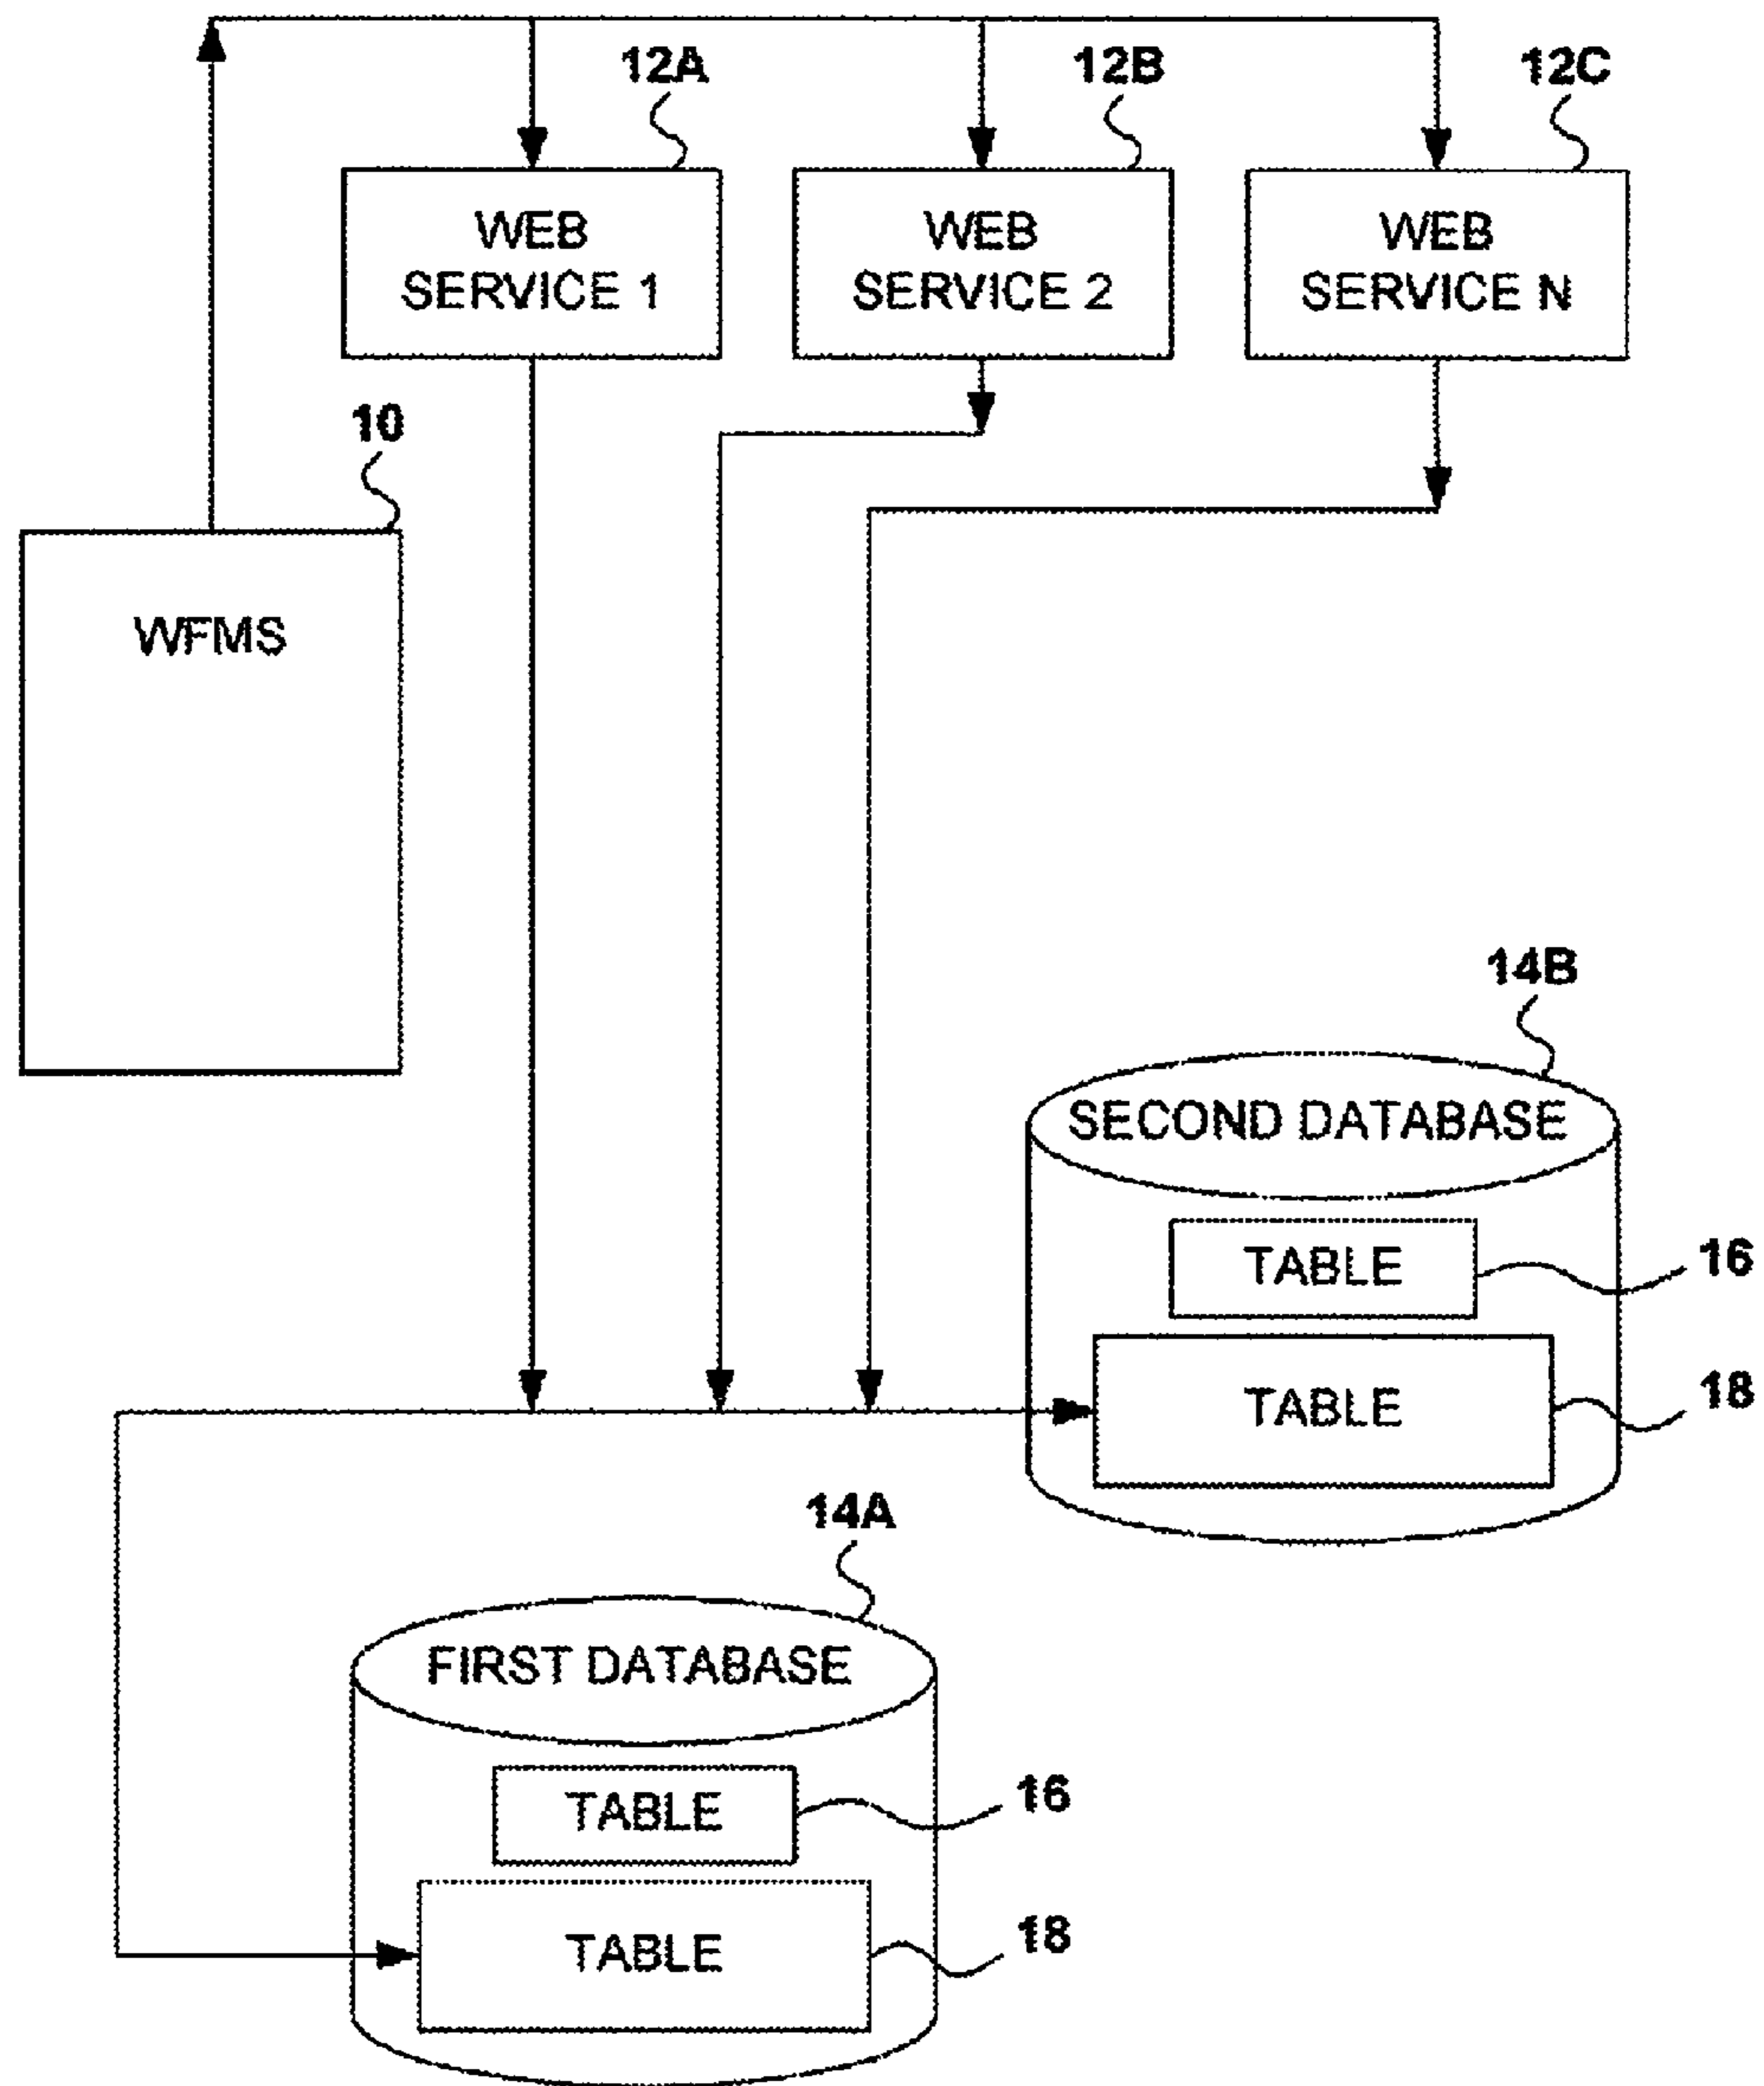 12A
12B
12C
WEB
SERVICE 1
WEB
SERVICE 2
WEB
SERVICE N
10
WFMS
14B
SECOND DATABASE
TABLE
16
TABLE
18
14A
FIRST DATABASE
TABLE
16
TABLE
18